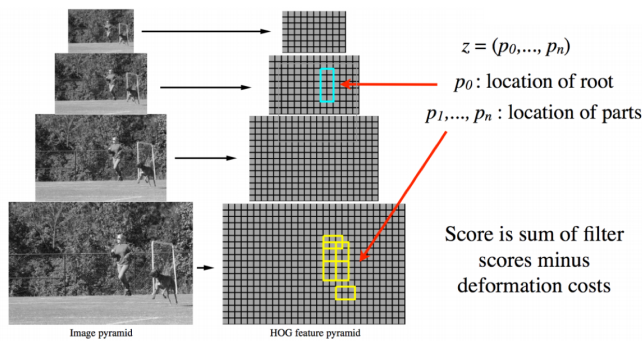 z = (p₀,..., pₙ)
p₀ : location of root
p₁,..., pₙ : location of parts
Score is sum of filter
scores minus
deformation costs
Image pyramid
HOG feature pyramid